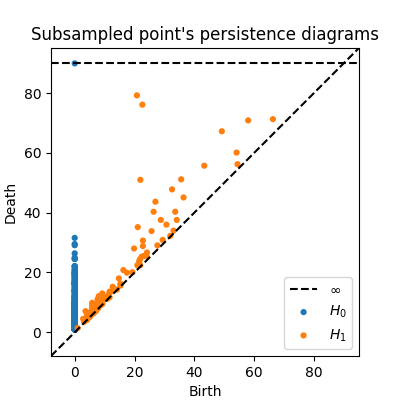 Subsampled point's persistence diagrams
Death
80
60
40
20
0
∞
H₀
H₁
0 20 40 60 80
Birth